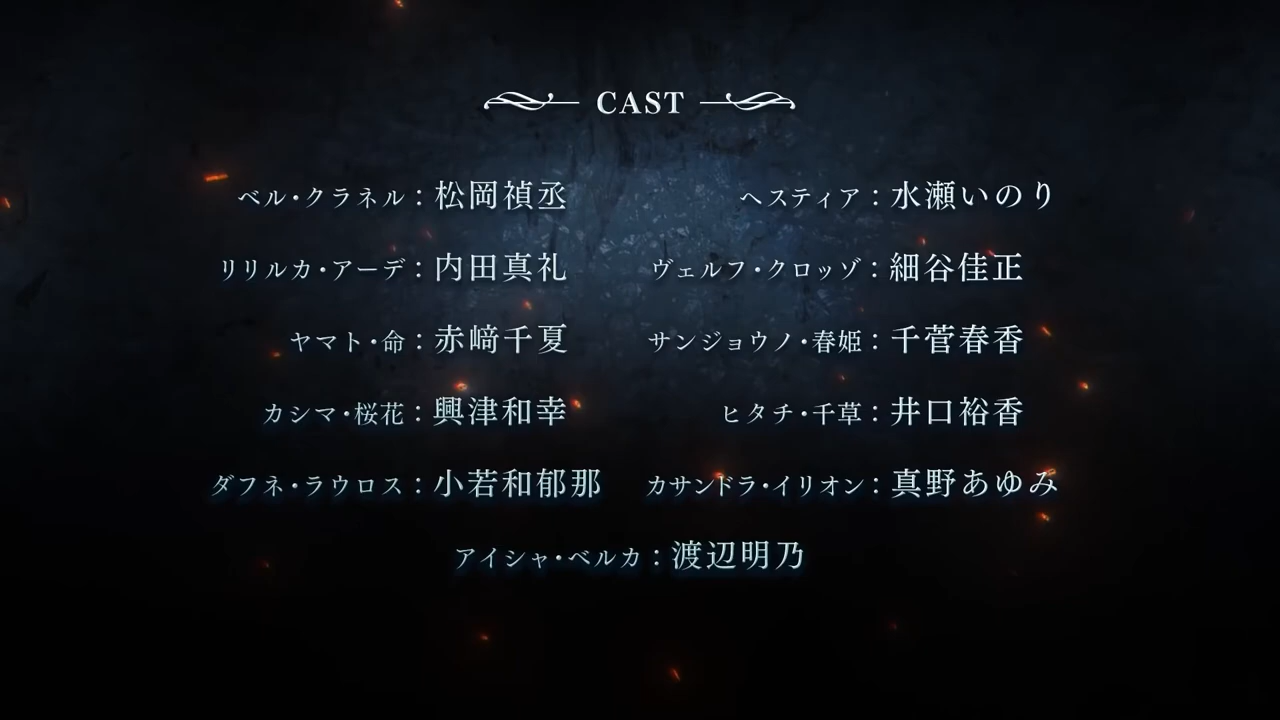 CAST
ベル・クラネル：松岡禎丞 ヘスティア：水瀬いのり
リリルカ・アーデ：内田真礼 ヴェルフ・クロッゾ：細谷佳正
ヤマト・命：赤﨑千夏 サンジョウノ・春姫：千菅春香
カシマ・桜花：興津和幸 ヒタチ・千草：井口裕香
ダフネ・ラウロス：小若和郁那 カサンドラ・イリオン：真野あゆみ
アイシャ・ベルカ：渡辺明乃